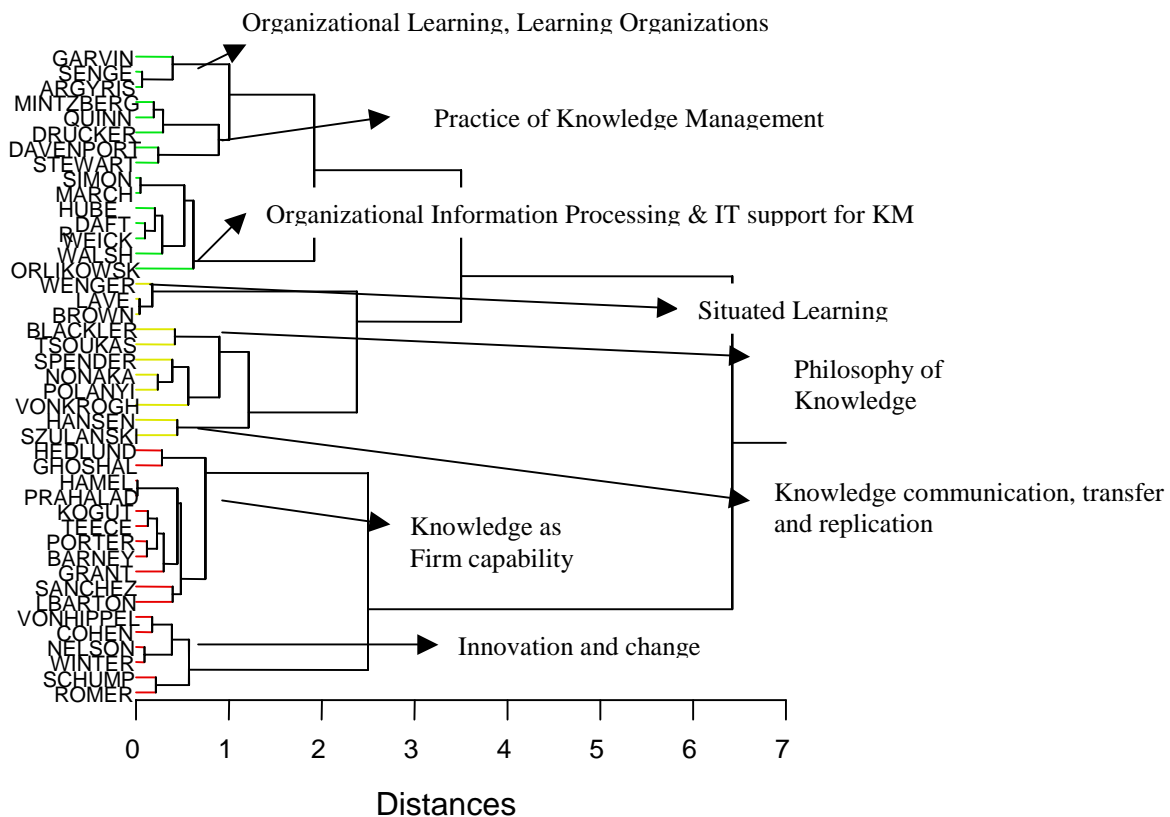 Organizational Learning, Learning Organizations
GARVIN
SENGE
ARGYRIS
MINTZBERG
QUINN
DRUCKER
DAVENPORT
STEWART
SIMON
MARCH
HUBE
R
DAFT
WEICK
WALSH
ORLIKOWSK
WENGER
LAVE
BROWN
BLACKLER
TSOUKAS
SPENDER
NONAKA
POLANYI
VONKROGH
HANSEN
SZULANSKI
HEDLUND
GHOSHAL
HAMEL
PRAHALAD
KOGUT
TEECE
PORTER
BARNEY
GRANT
SANCHEZ
LBARTON
VONHIPPEL
COHEN
NELSON
WINTER
SCHUMP
ROMER
Practice of Knowledge Management
Organizational Information Processing & IT support for KM
Situated Learning
Philosophy of
Knowledge
Knowledge communication, transfer
and replication
Knowledge as
Firm capability
Innovation and change
0 1 2 3 4 5 6 7
Distances